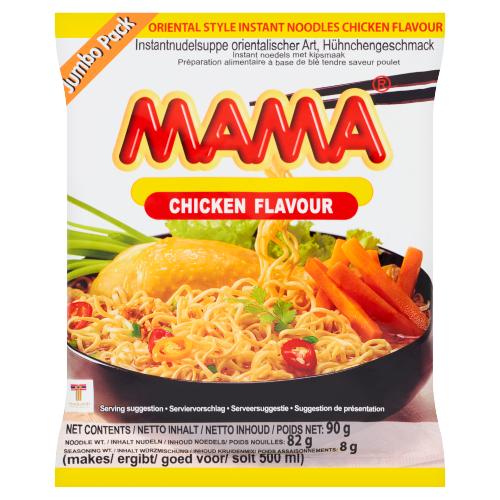 Jumbo Pack
ORIENTAL STYLE INSTANT NOODLES CHICKEN FLAVOUR
Instantnudelsuppe orientalischer Art, Hühnchengeschmack
Instant noedels met kipsmaak
Préparation alimentaire à base de blé tendre saveur poulet
MAMA®
CHICKEN FLAVOUR
Serving suggestion • Serviervorschlag • Serveersuggestie • Suggestion de présentation
NET CONTENTS/ NETTO INHALT / NETTO INHOUD / POIDS NET: 90 g
NOODLE WT. / INHALT NUDELN / INHOUD NOEDELS/ POIDS NOUILLES: 82 g
SEASONING WT. / INHALT WÜRZMISCHUNG / INHOUD KRUIDENMIX/ POIDS ASSAISONNEMENTS: 8 g
(makes/ ergibt/ goed voor/ soit 500 ml)